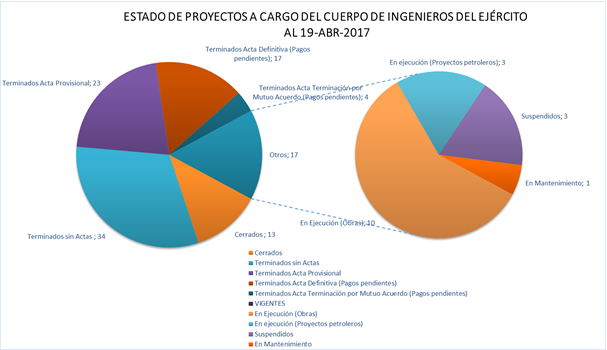 ESTADO DE PROYECTOS A CARGO DEL CUERPO DE INGENIEROS DEL EJÉRCITO
AL 19-ABR-2017
Terminados Acta Definitiva (Pagos
pendientes); 17
En ejecución (Proyectos petroleros); 3
Terminados Acta Provisional; 23
Terminados Acta Terminación por
Mutuo Acuerdo (Pagos pendientes); 4
Suspendidos; 3
Otros; 17
En Mantenimiento; 1
En Ejecución (Obras); 10
Terminados sin Actas ; 34
Cerrados ; 13
Cerrados
Terminados sin Actas
Terminados Acta Provisional
Terminados Acta Definitiva (Pagos pendientes)
Terminados Acta Terminación por Mutuo Acuerdo (Pagos pendientes)
VIGENTES
En Ejecución (Obras)
En ejecución (Proyectos petroleros)
Suspendidos
En Mantenimiento